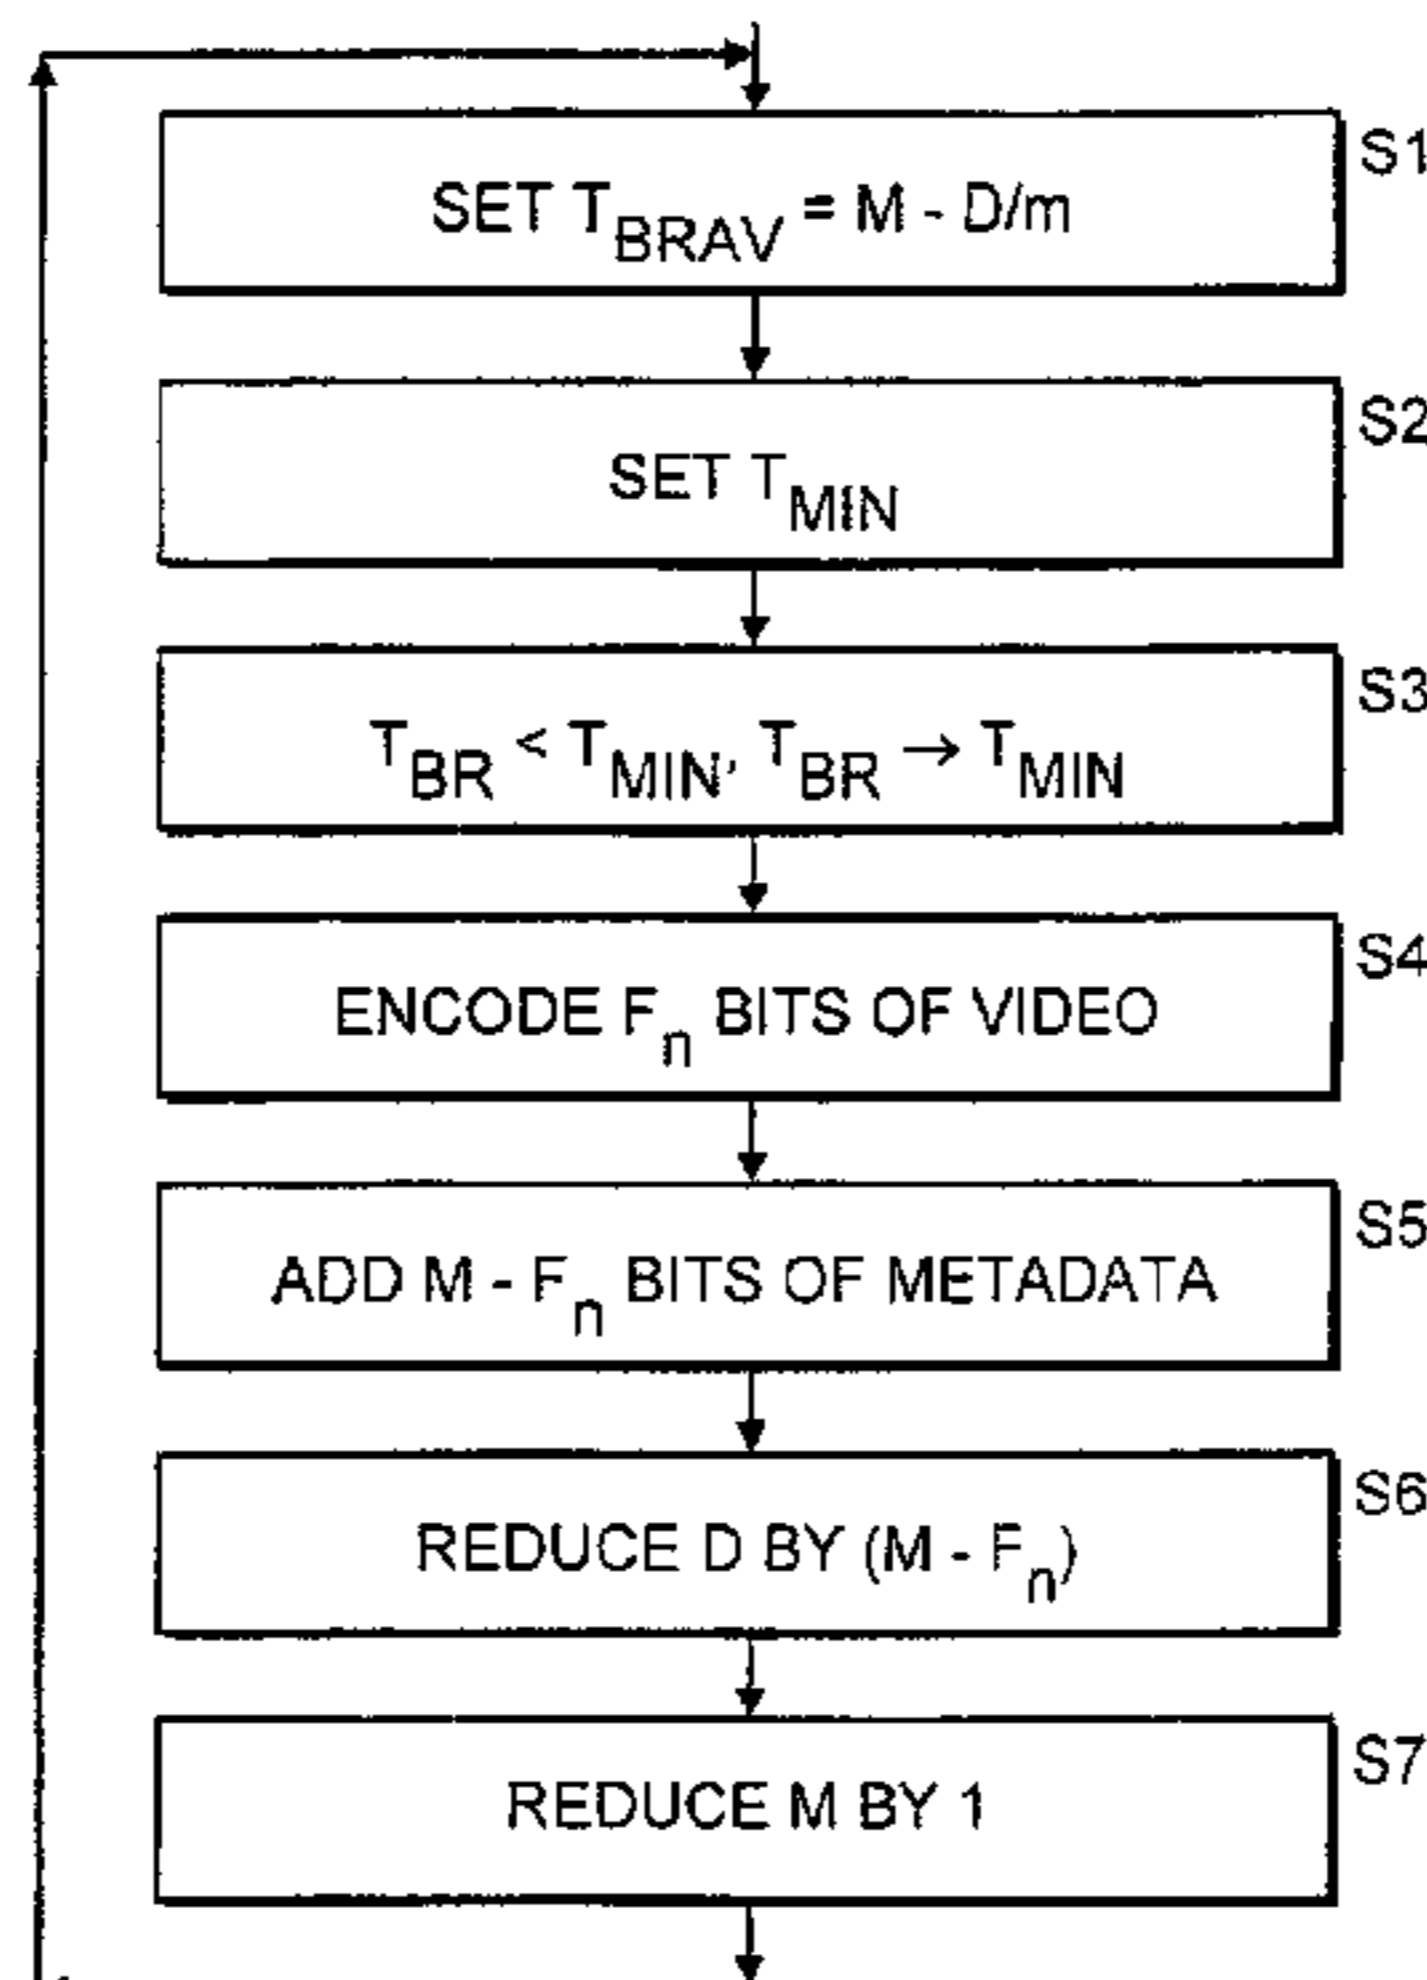 S1
SET T_BRAV = M - D/m
S2
SET T_MIN
S3
T_BR < T_MIN, T_BR → T_MIN
S4
ENCODE F_n BITS OF VIDEO
S5
ADD M - F_n BITS OF METADATA
S6
REDUCE D BY (M - F_n)
S7
REDUCE M BY 1